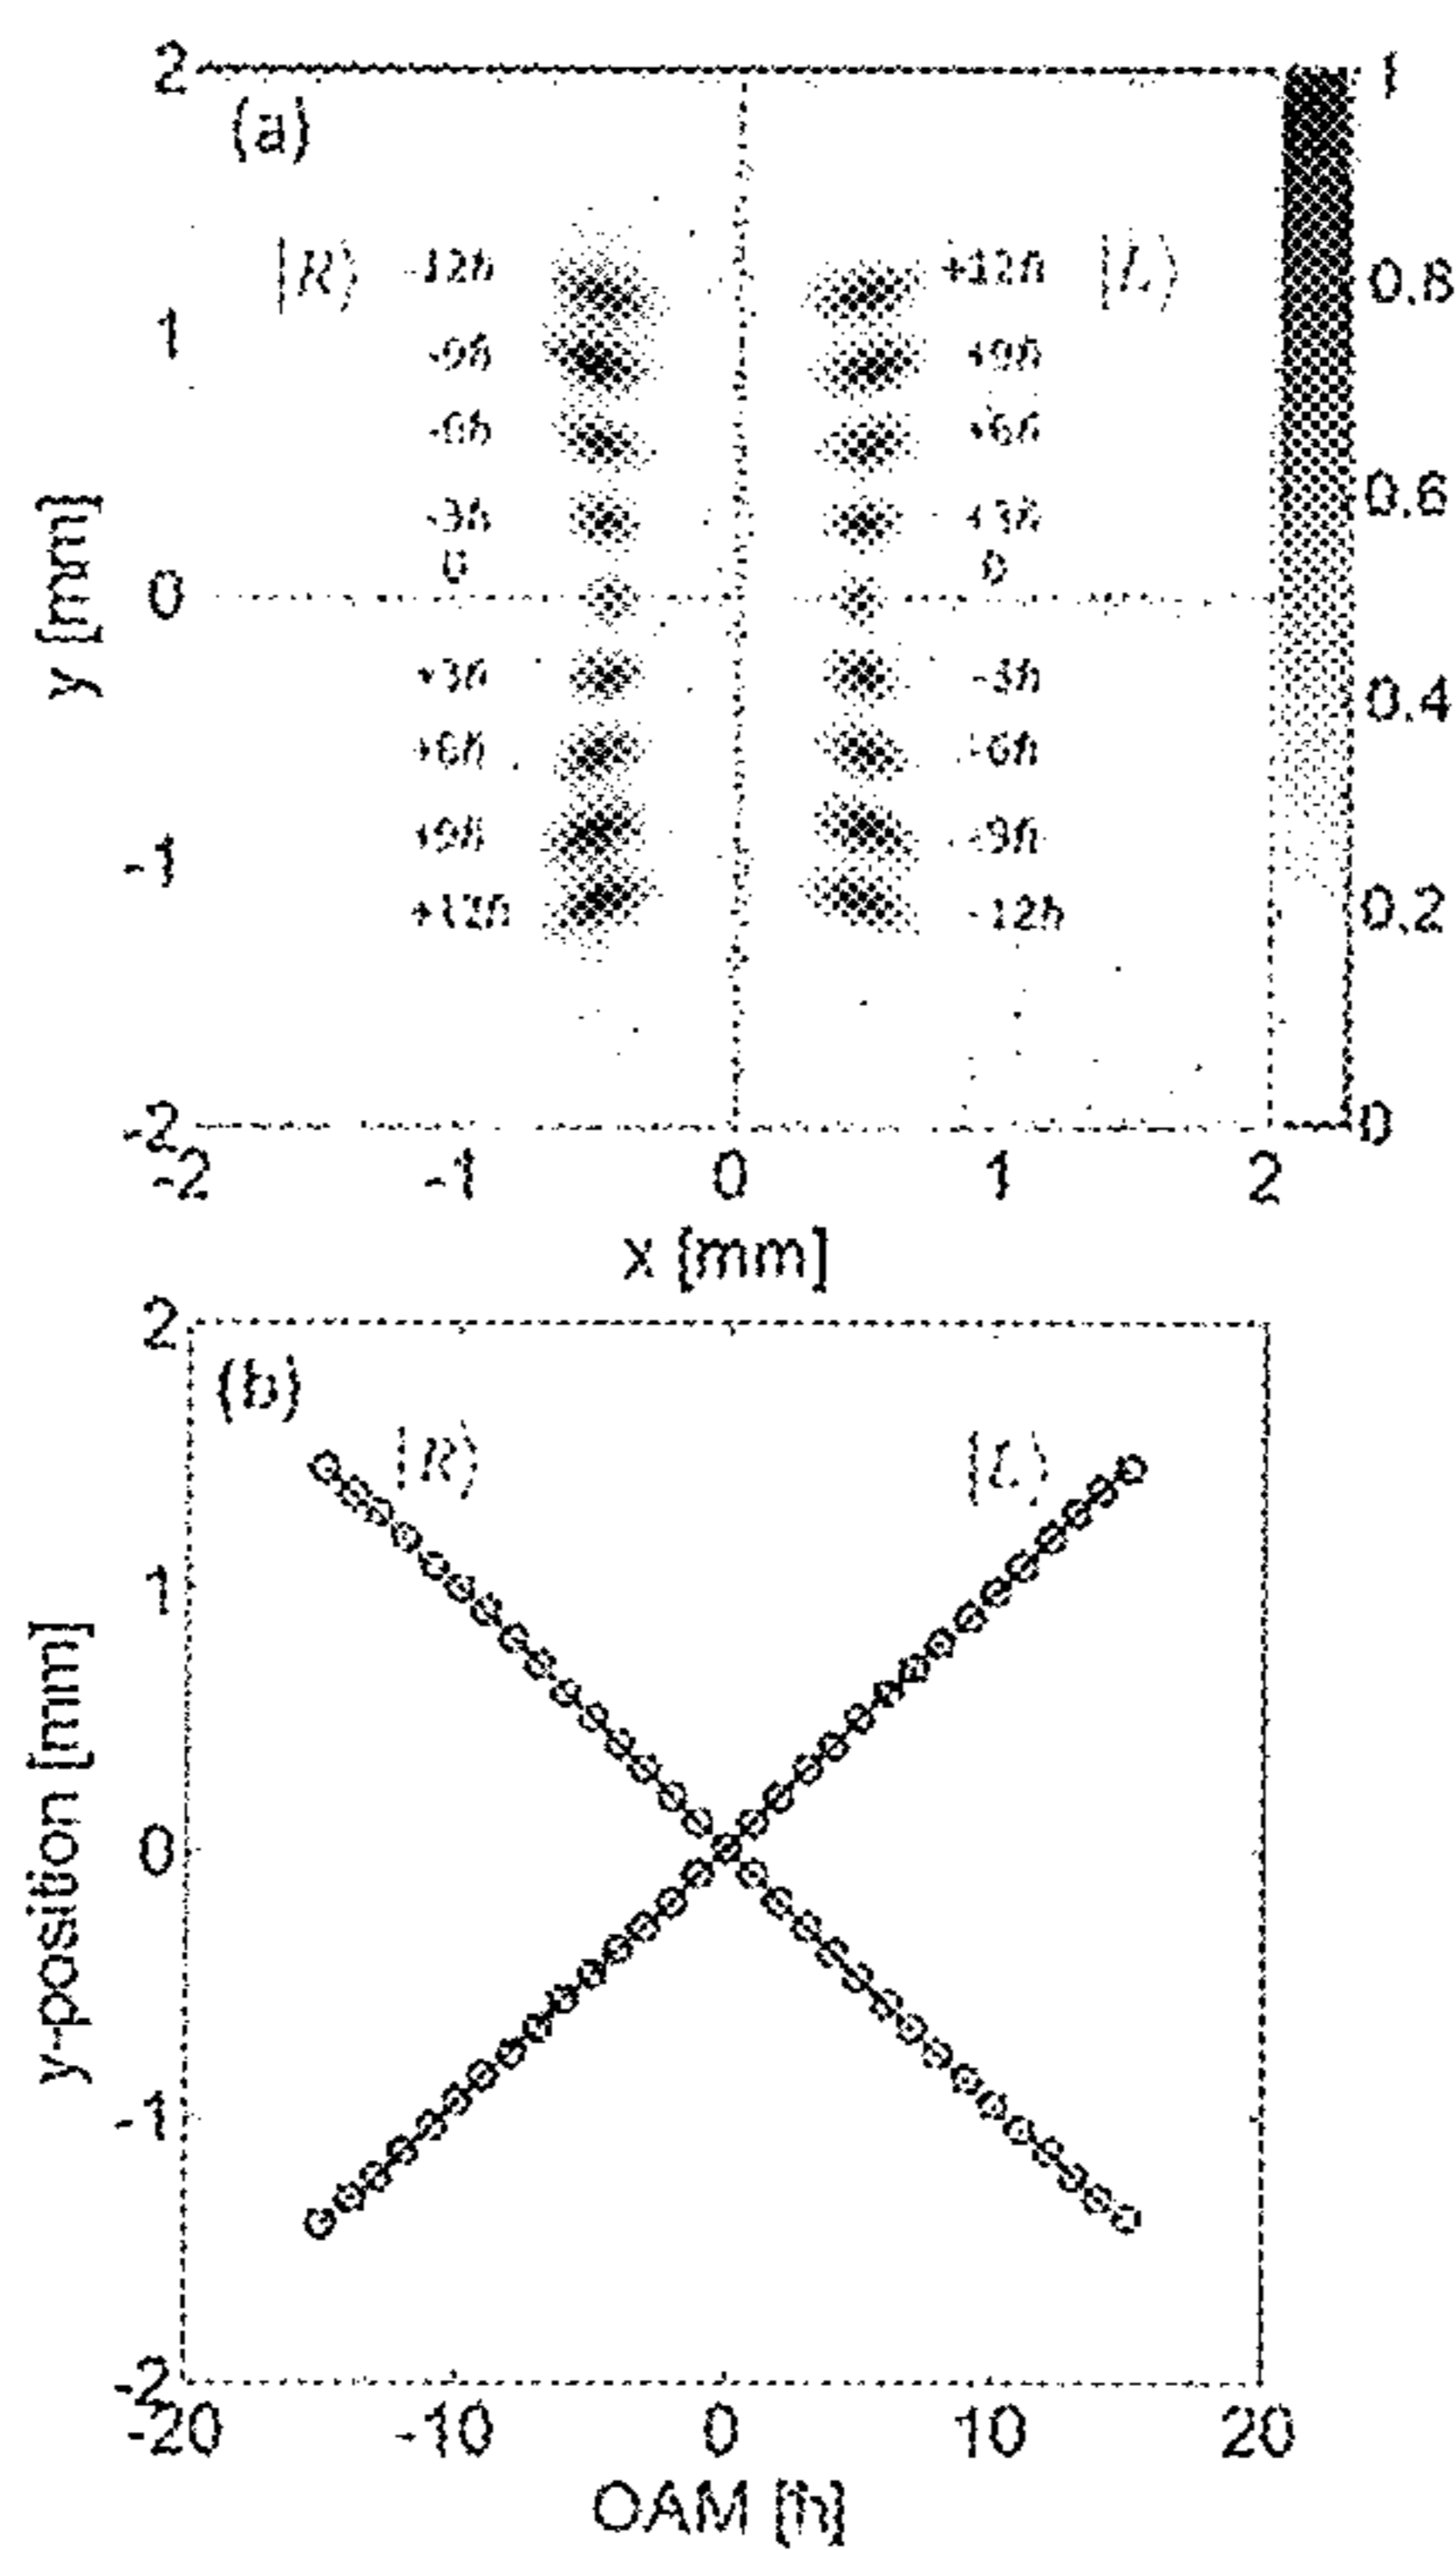 2 1
(a)
|R⟩ -12ħ +12ħ |L⟩ 0.8
1 -9ħ +9ħ
-6ħ +6ħ
-3ħ +3ħ 0.6
0 0
y [mm] 0
+3ħ -3ħ 0.4
+6ħ -6ħ
-1 +9ħ -9ħ
+12ħ -12ħ 0.2
-2 0
-2 -1 0 1 2
x [mm]
2
(b)
|R⟩ |L⟩
1
y-position [mm] 0
-1
-2
-20 -10 0 10 20
OAM [ħ]